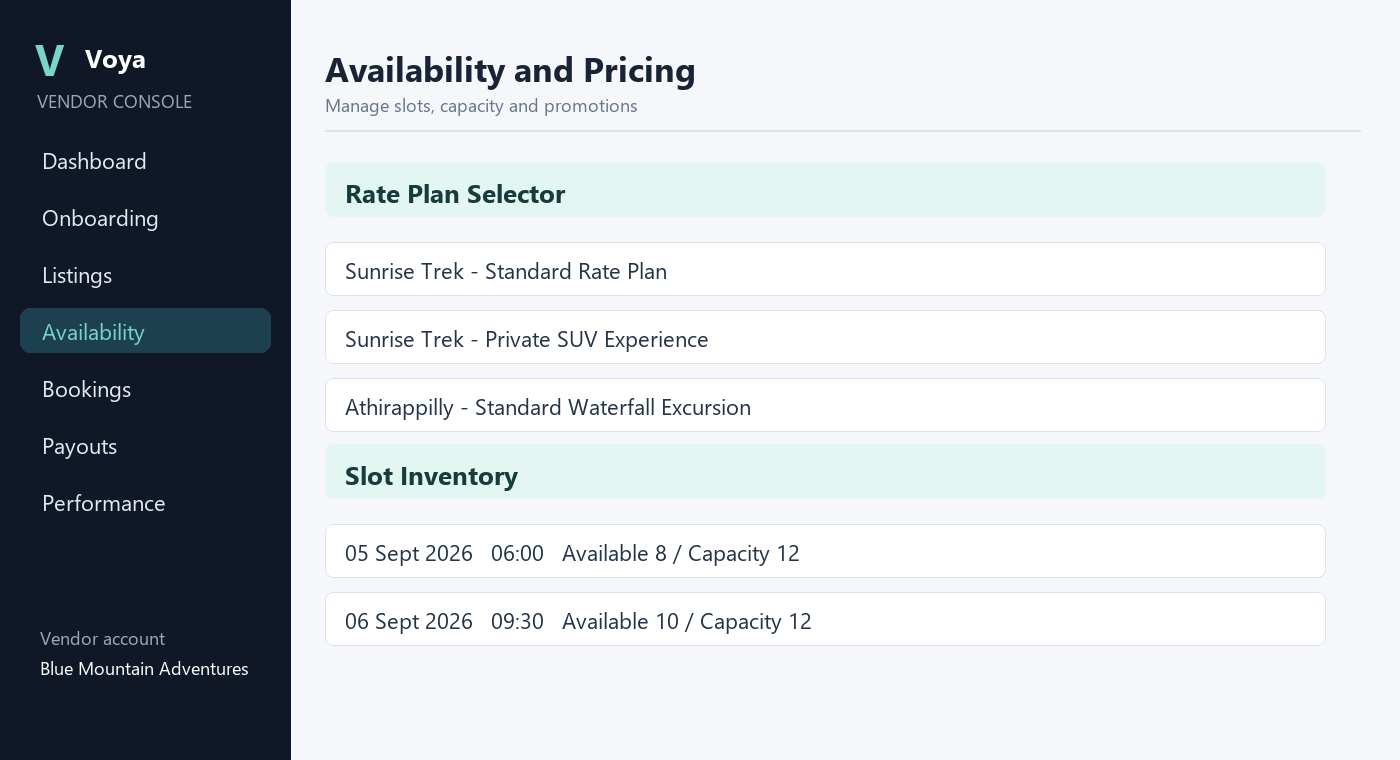 V Voya
VENDOR CONSOLE
Dashboard
Onboarding
Listings
Availability
Bookings
Payouts
Performance
Vendor account
Blue Mountain Adventures
Availability and Pricing
Manage slots, capacity and promotions
Rate Plan Selector
Sunrise Trek - Standard Rate Plan
Sunrise Trek - Private SUV Experience
Athirappilly - Standard Waterfall Excursion
Slot Inventory
05 Sept 2026 06:00 Available 8 / Capacity 12
06 Sept 2026 09:30 Available 10 / Capacity 12